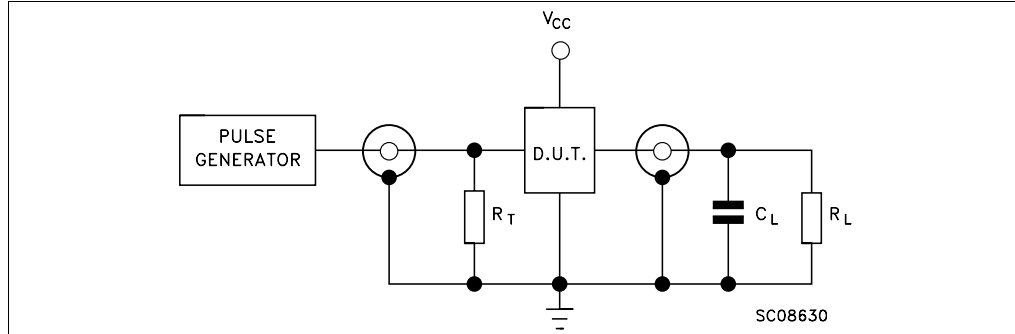 VCC
PULSE
GENERATOR
D.U.T.
RT
CL
RL
SC08630